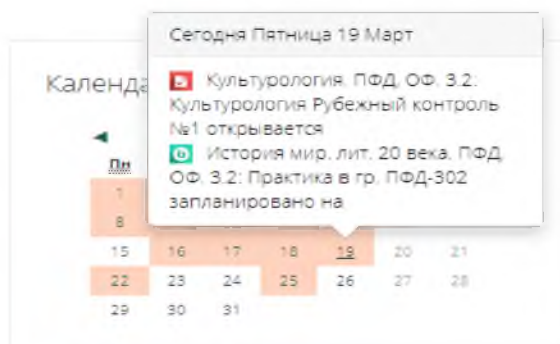 Сегодня Пятница 19 Март
Календа
Культурология. ПФД, ОФ. 3.2:
Культурология Рубежный контроль
№1 открывается
История мир. лит. 20 века. ПФД,
ОФ. 3.2: Практика в гр. ПФД-302
запланировано на
Пн
1
8
15 16 17 18 19 20 21
22 23 24 25 26 27 28
29 30 31